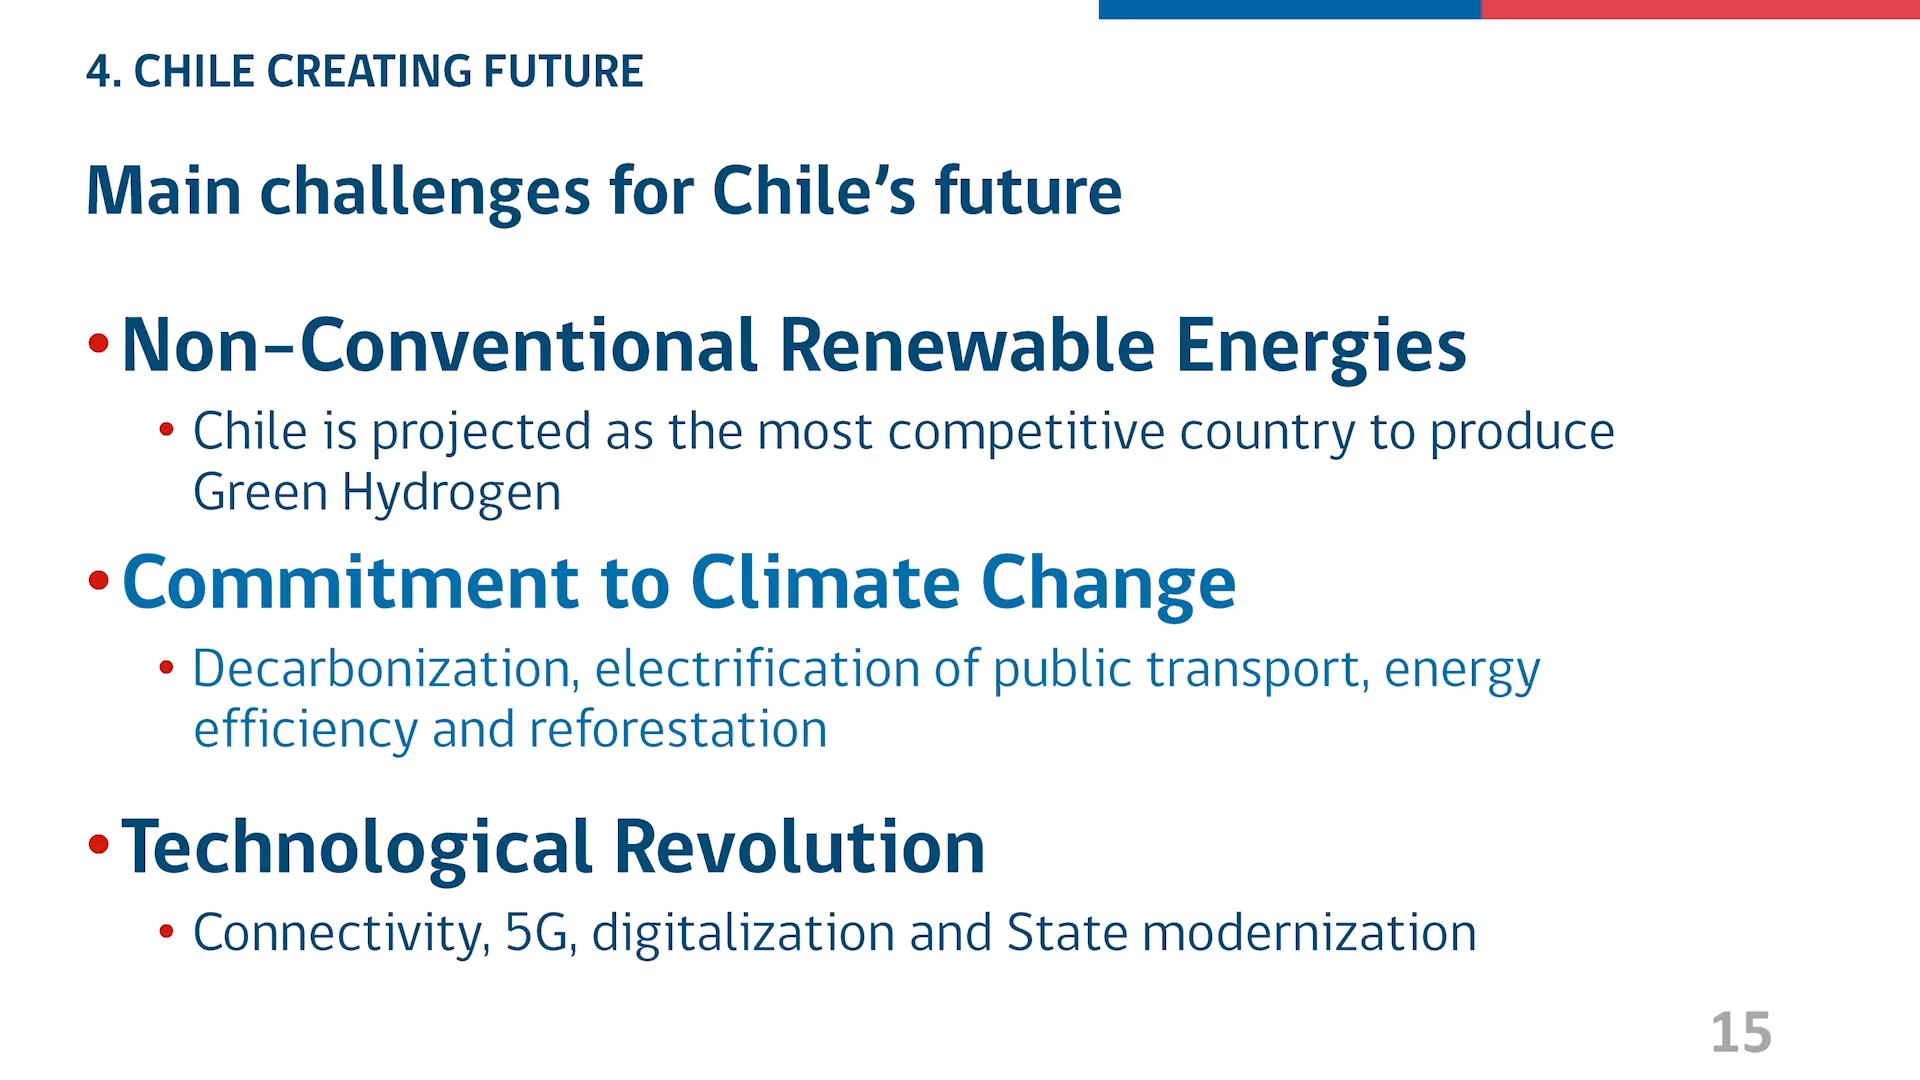 4. CHILE CREATING FUTURE
Main challenges for Chile’s future
• Non-Conventional Renewable Energies
• Chile is projected as the most competitive country to produce
Green Hydrogen
• Commitment to Climate Change
• Decarbonization, electrification of public transport, energy
efficiency and reforestation
• Technological Revolution
• Connectivity, 5G, digitalization and State modernization
15